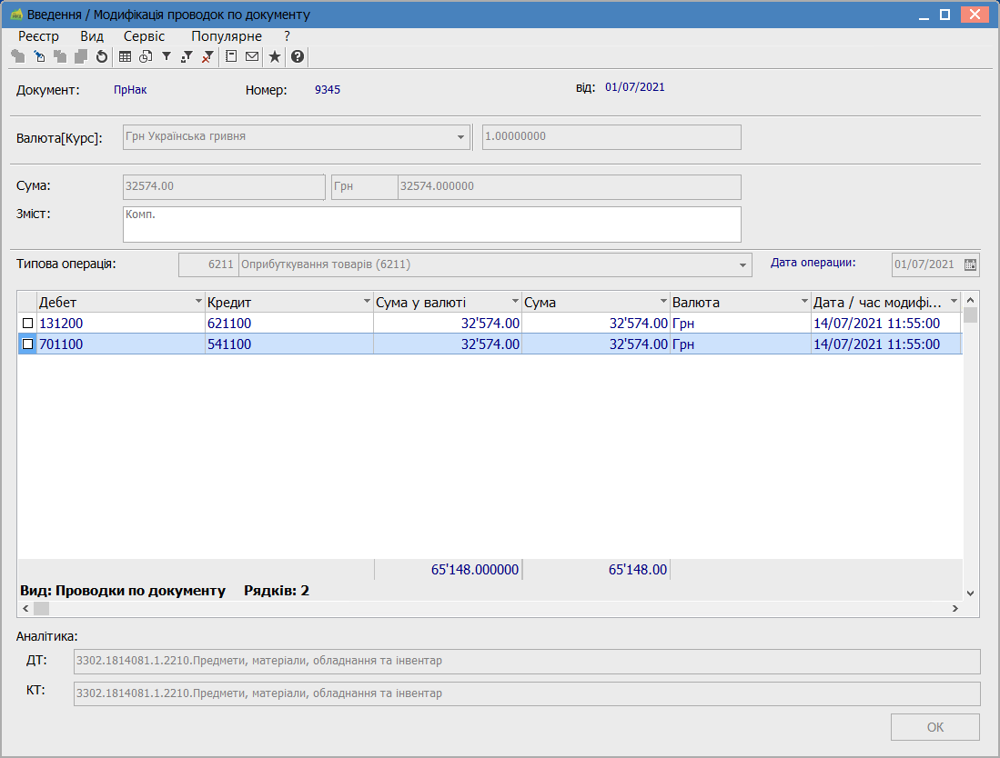 Введення / Модифікація проводок по документу
Реєстр Вид Сервіс Популярне ?
Документ: ПрНак Номер: 9345 від: 01/07/2021
Валюта[Курс]: Грн Українська гривня 1.00000000
Сума: 32574.00 Грн 32574.000000
Зміст: Комп.
Типова операція: 6211 Оприбуткування товарів (6211) Дата операции: 01/07/2021
Дебет Кредит Сума у валюті Сума Валюта Дата / час модифі...
131200 621100 32'574.00 32'574.00 Грн 14/07/2021 11:55:00
701100 541100 32'574.00 32'574.00 Грн 14/07/2021 11:55:00
65'148.000000 65'148.00
Вид: Проводки по документу Рядків: 2
Аналітика:
ДТ: 3302.1814081.1.2210.Предмети, матеріали, обладнання та інвентар
КТ: 3302.1814081.1.2210.Предмети, матеріали, обладнання та інвентар
ОК